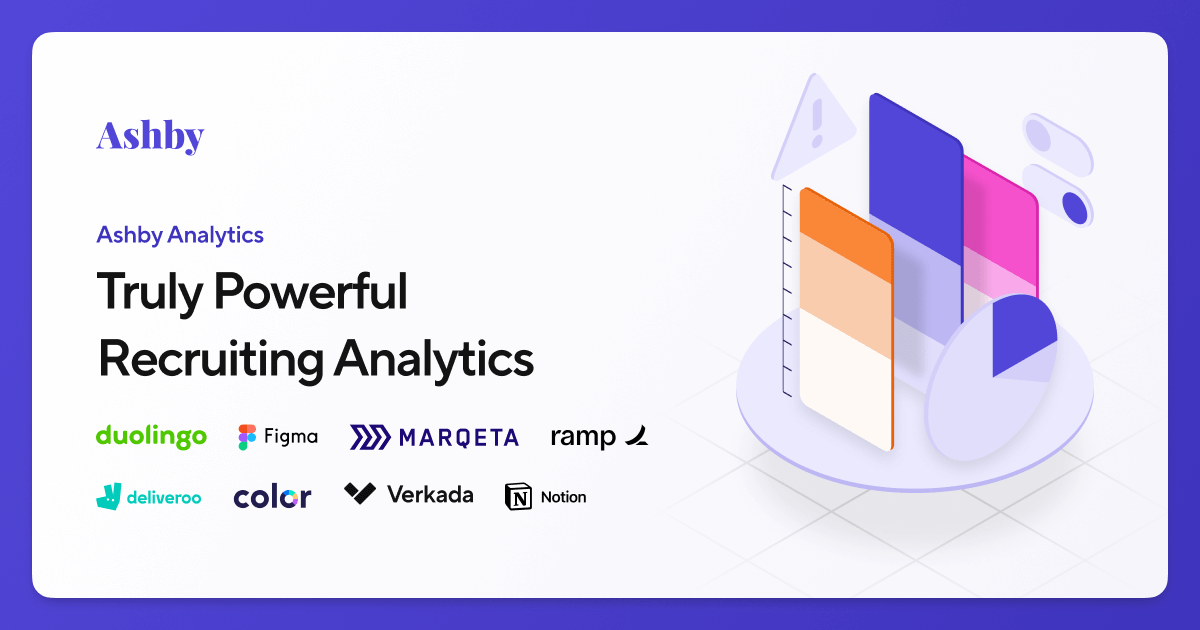 Ashby
Ashby Analytics
Truly Powerful
Recruiting Analytics
duolingo Figma MARQETA ramp
deliveroo color Verkada Notion